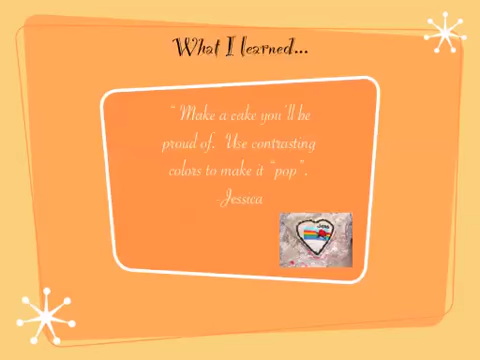 What I learned...
"Make a cake you'll be
proud of. Use contrasting
colors to make it "pop".
Jessica